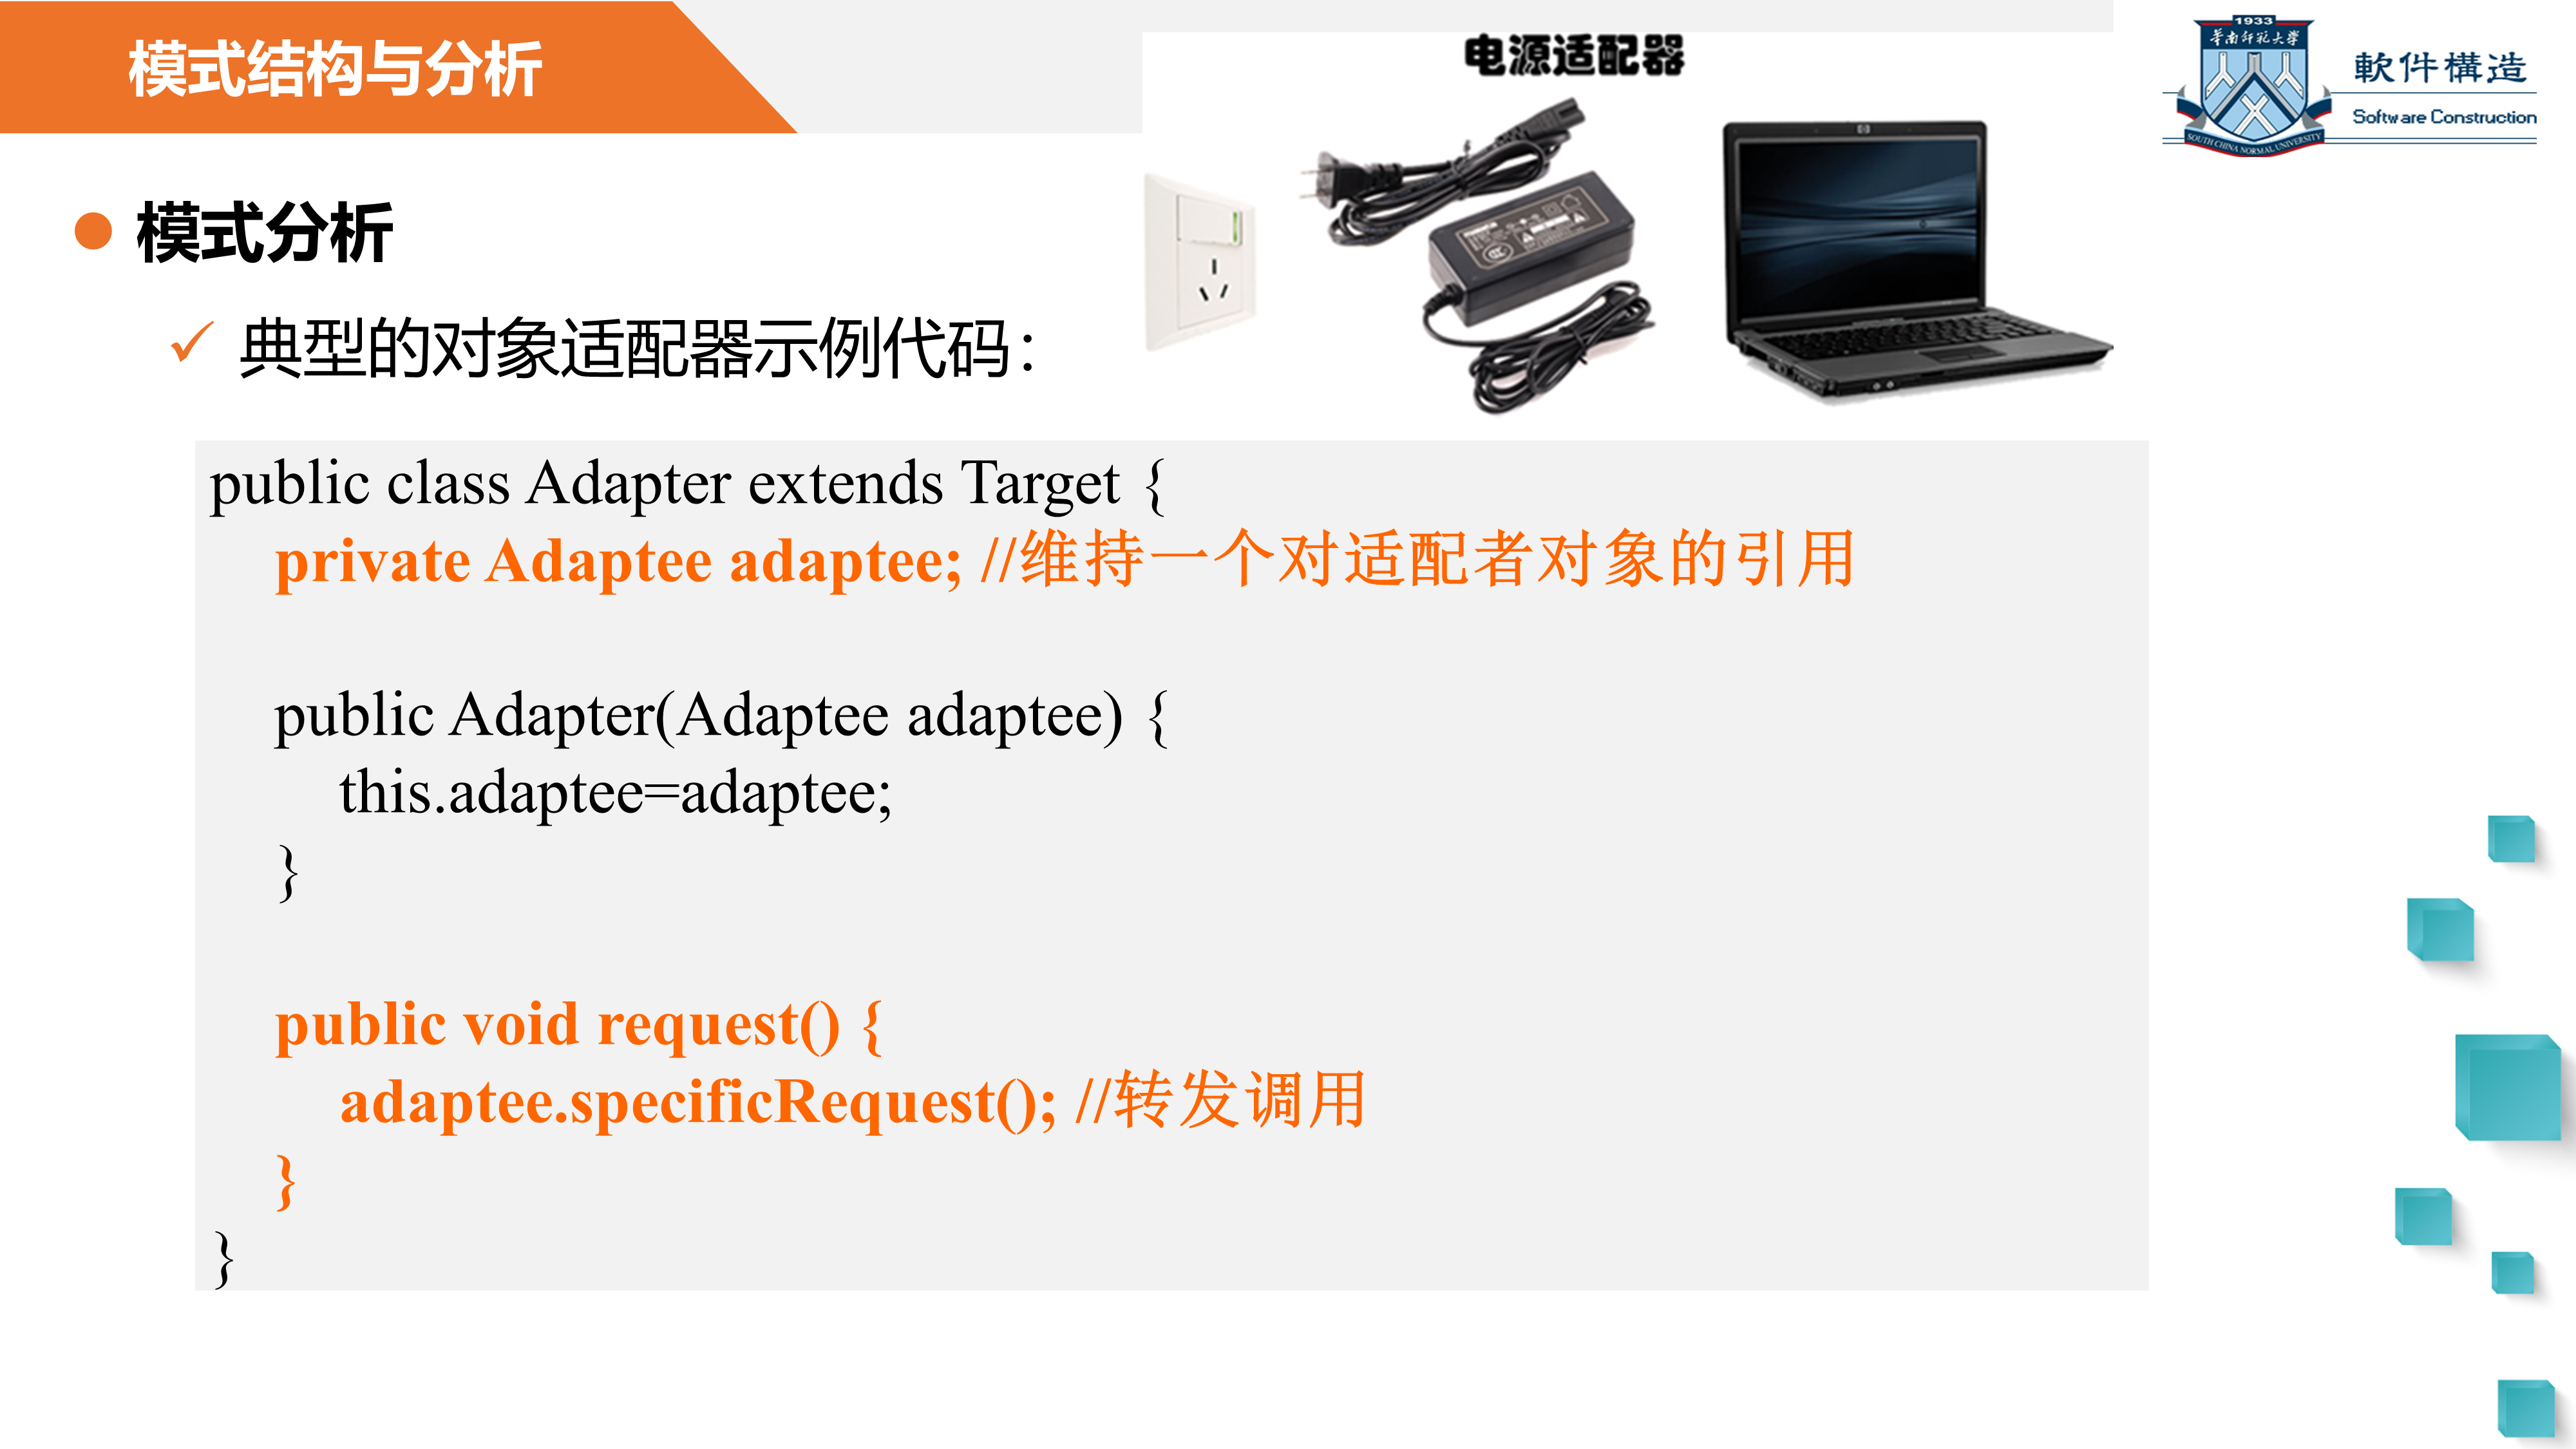 模式结构与分析
电源适配器
1933
华南师范大学
SOUTH CHINA NORMAL UNIVERSITY
軟件構造
Software Construction
模式分析
典型的对象适配器示例代码：
public class Adapter extends Target {
private Adaptee adaptee; //维持一个对适配者对象的引用
public Adapter(Adaptee adaptee) {
this.adaptee=adaptee;
}
public void request() {
adaptee.specificRequest(); //转发调用
}
}